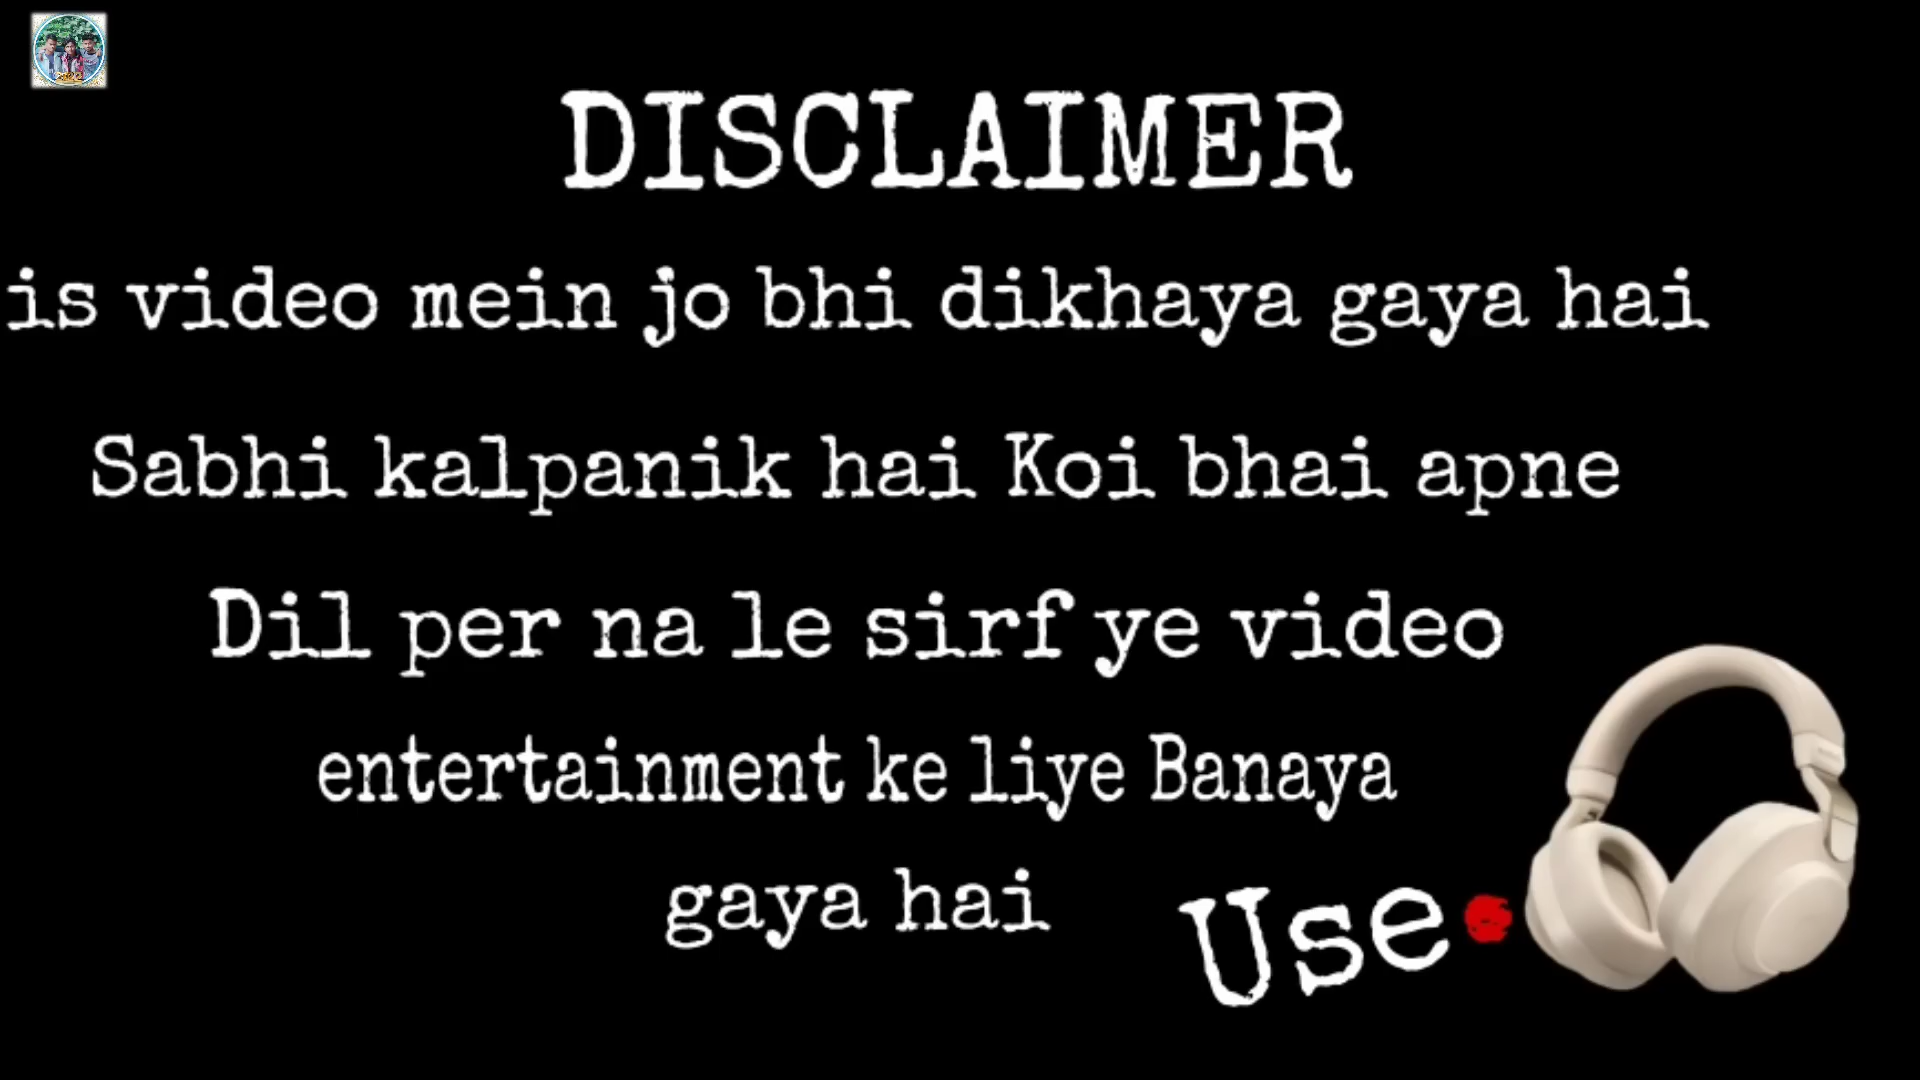 DISCLAIMER
is video mein jo bhi dikhaya gaya hai
Sabhi kalpanik hai Koi bhai apne
Dil per na le sirf ye video
entertainment ke liye Banaya
gaya hai
Use